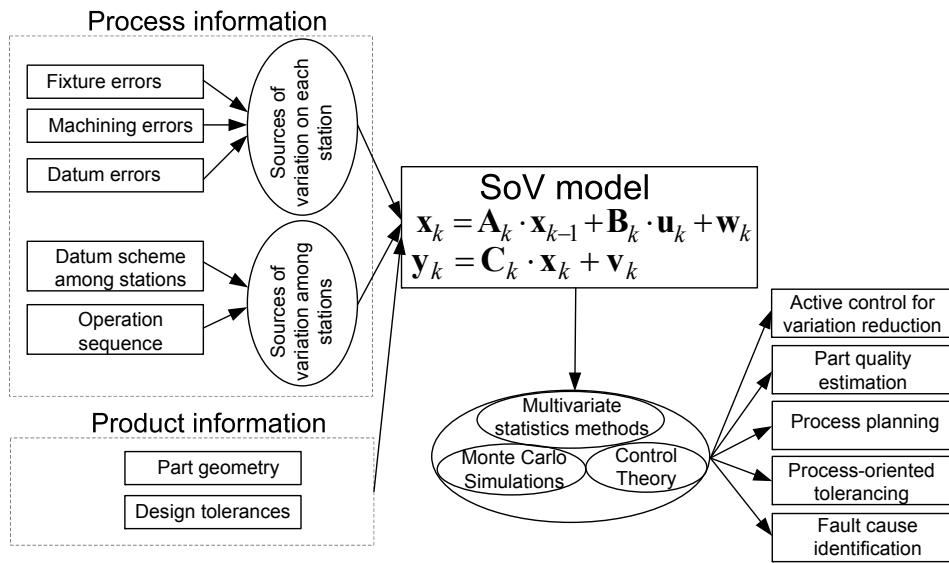 Process information
Fixture errors
Machining errors
Datum errors
Sources of
variation on each
station
Datum scheme
among stations
Operation
sequence
Sources of
variation among
stations
Product information
Part geometry
Design tolerances
SoV model
𝐱ₖ = 𝐀ₖ · 𝐱ₖ₋₁ + 𝐁ₖ · 𝐮ₖ + 𝐰ₖ
𝐲ₖ = 𝐂ₖ · 𝐱ₖ + 𝐯ₖ
Multivariate
statistics methods
Monte Carlo
Simulations
Control
Theory
Active control for
variation reduction
Part quality
estimation
Process planning
Process-oriented
tolerancing
Fault cause
identification